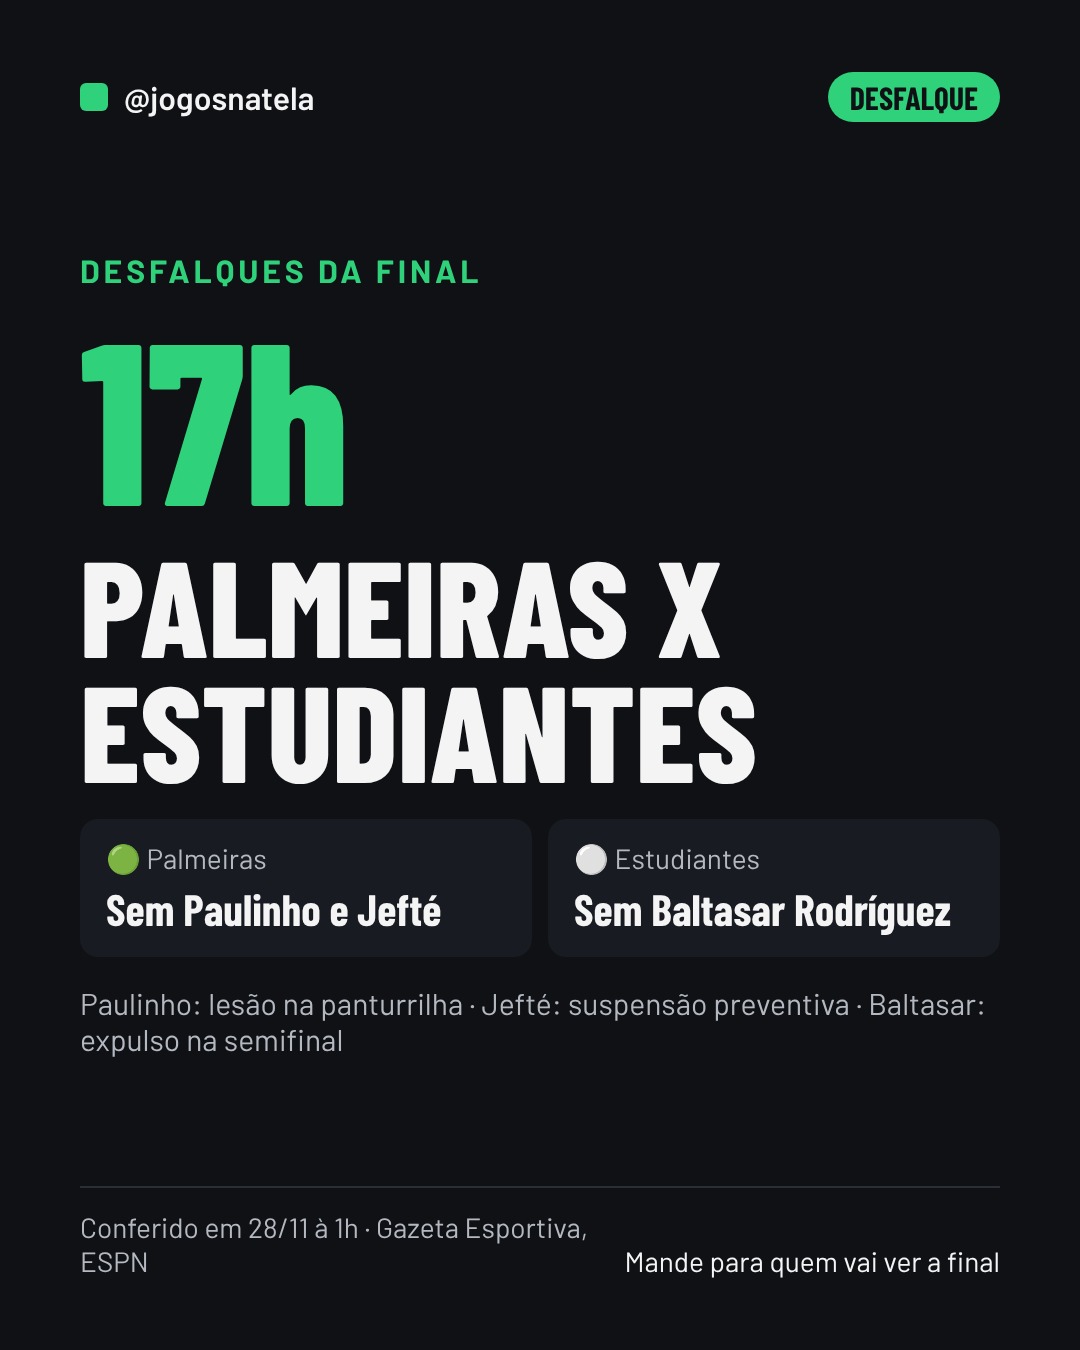 @jogosnatela
DESFALQUE
DESFALQUES DA FINAL
17h
PALMEIRAS X
ESTUDIANTES
Palmeiras
Sem Paulinho e Jefté
Estudiantes
Sem Baltasar Rodríguez
Paulinho: lesão na panturrilha · Jefté: suspensão preventiva · Baltasar:
expulso na semifinal
Conferido em 28/11 à 1h · Gazeta Esportiva,
ESPN
Mande para quem vai ver a final